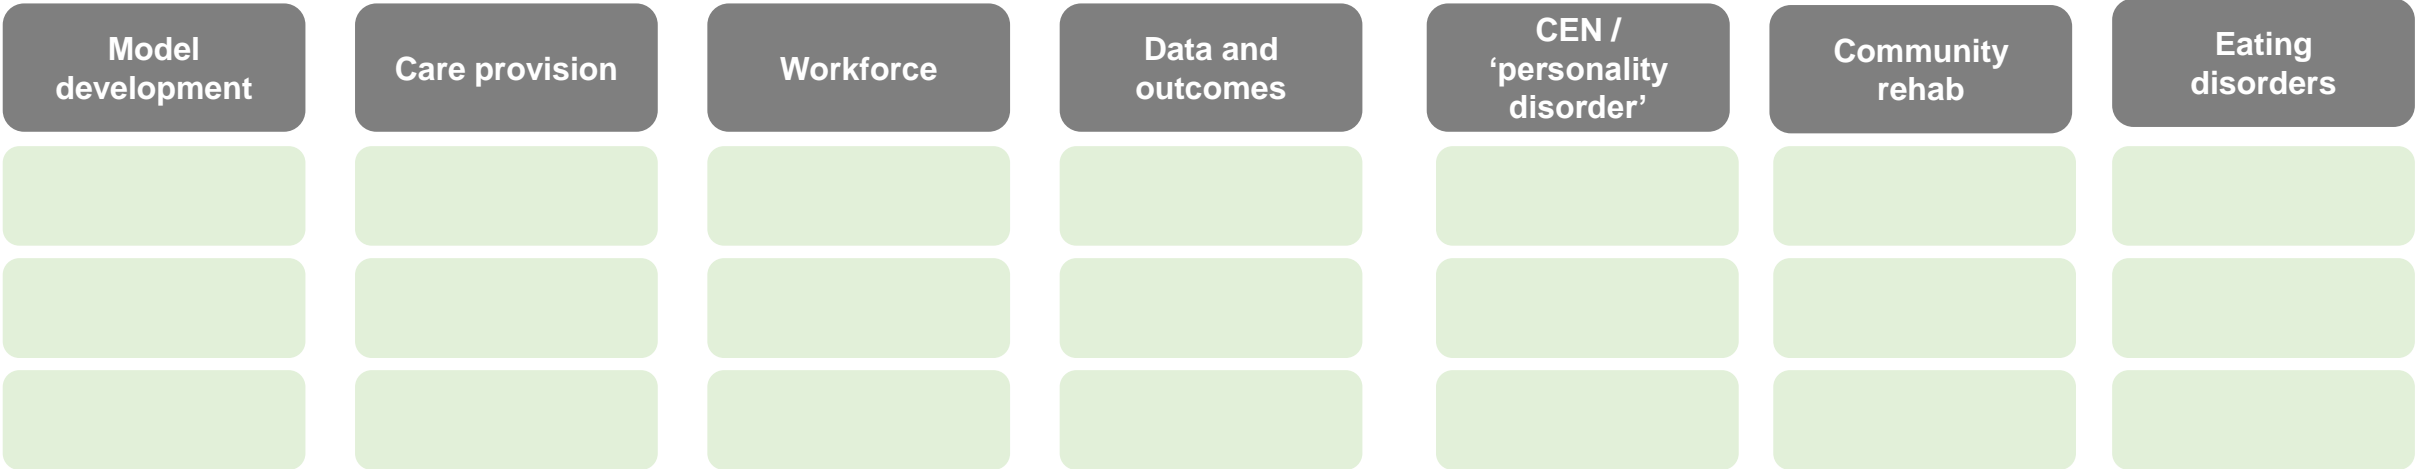 Model
development
Care provision
Workforce
Data and
outcomes
CEN /
‘personality
disorder’
Community
rehab
Eating
disorders